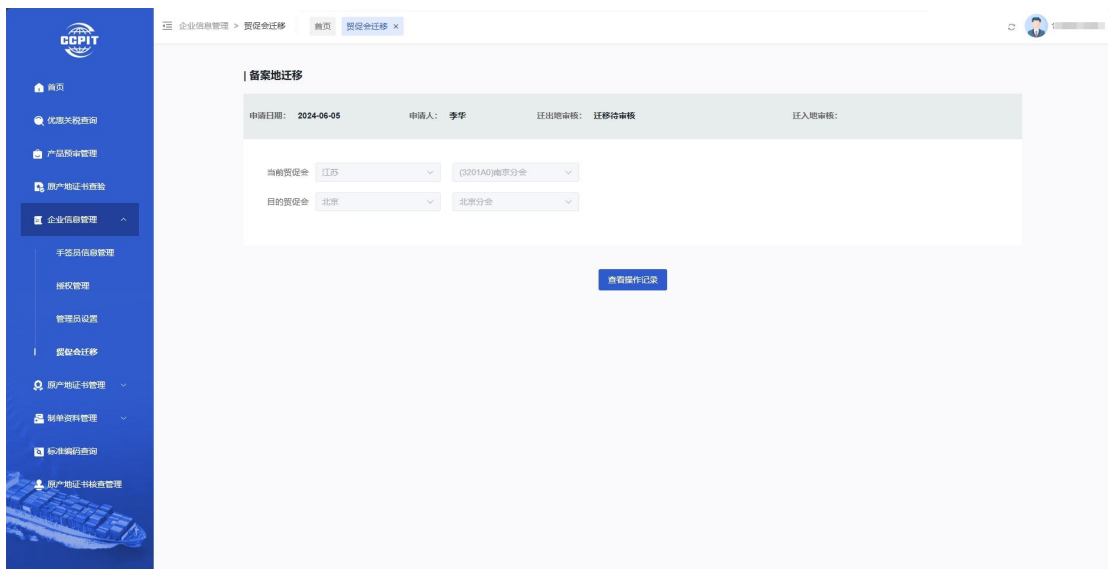 CCPIT
首页
优惠关税查询
产品预审管理
原产地证书查验
企业信息管理
手签员信息管理
授权管理
管理员设置
贸促会迁移
原产地证书管理
制单资料管理
标准编码查询
原产地证书核查管理
企业信息管理 > 贸促会迁移 首页 贸促会迁移 ×
备案地迁移
申请日期: 2024-06-05 申请人: 李华 迁出地审核: 迁移待审核 迁入地审核:
当前贸促会 江苏 (3201A0)南京分会
目的贸促会 北京 北京分会
查看操作记录